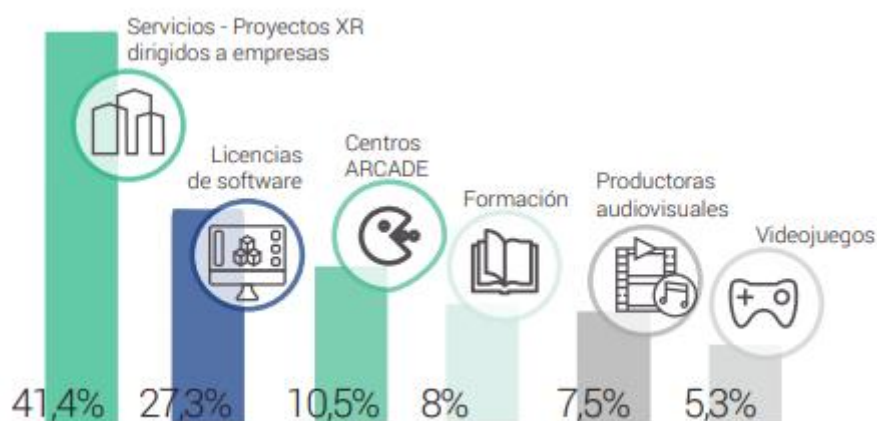 Servicios - Proyectos XR
dirigidos a empresas
Licencias
de software
Centros
ARCADE
Formación
Productoras
audiovisuales
Videojuegos
41,4%
27,3%
10,5%
8%
7,5%
5,3%